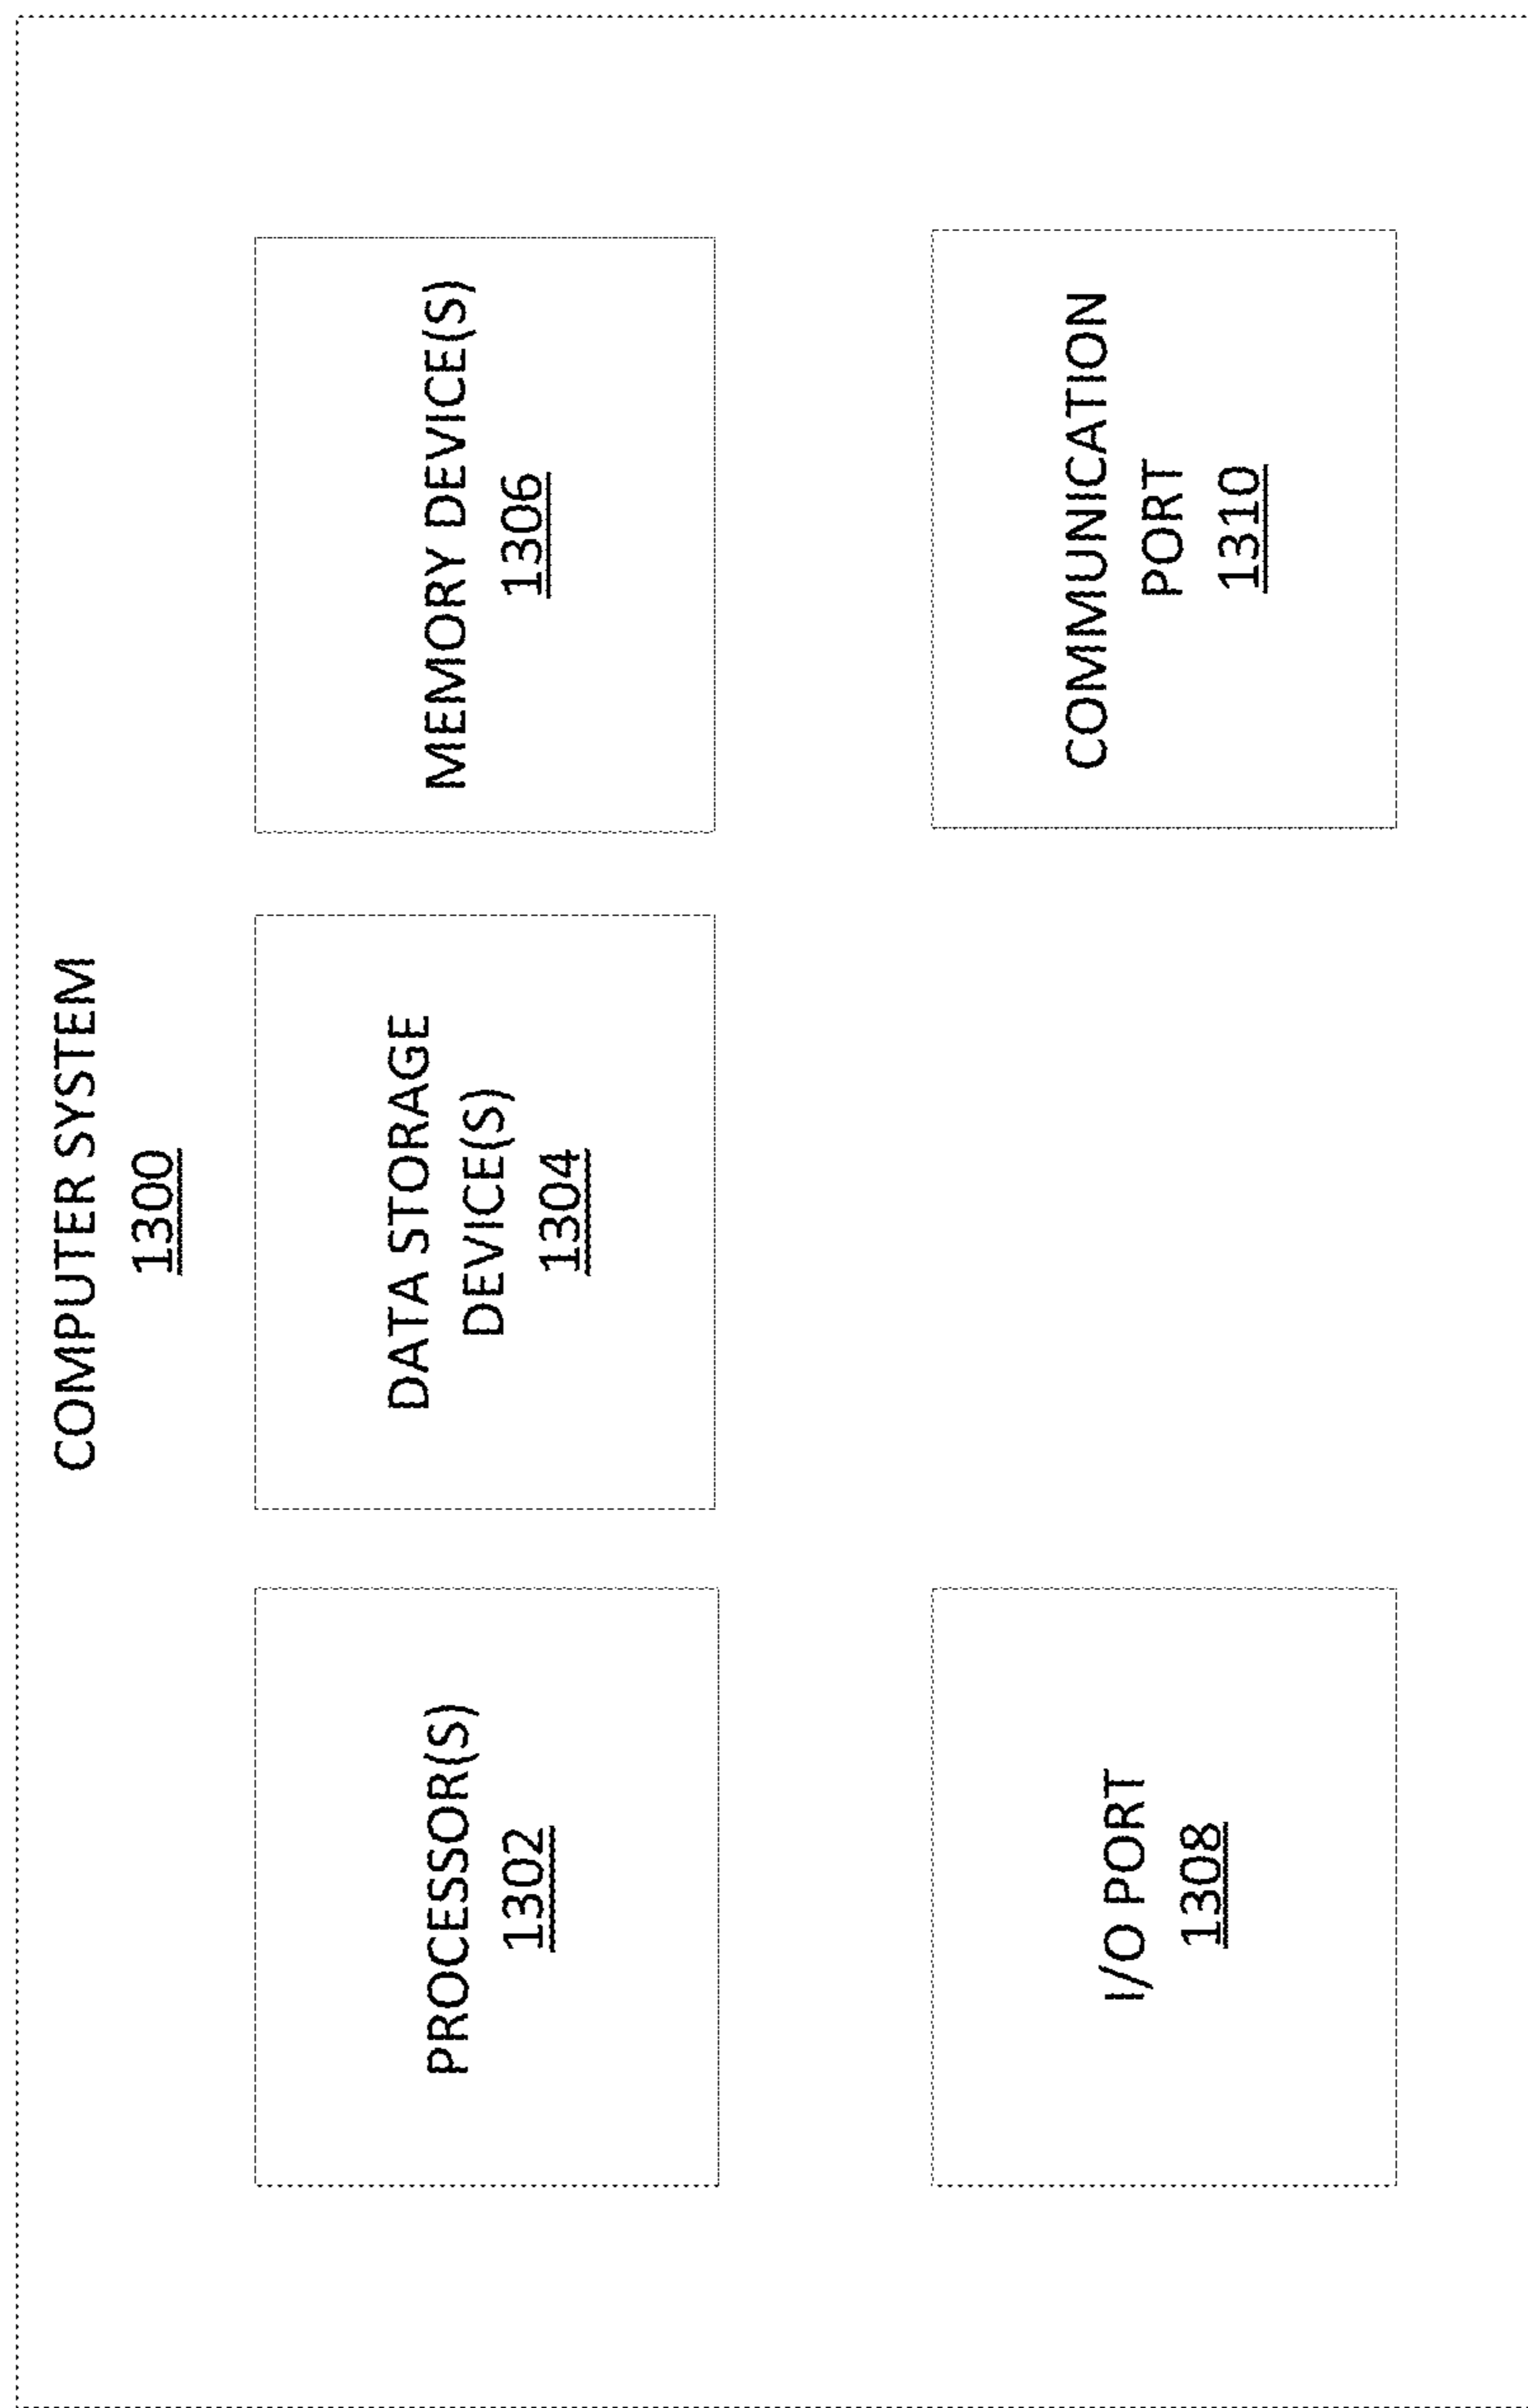 COMPUTER SYSTEM
1300
PROCESSOR(S)
1302
DATA STORAGE
DEVICE(S)
1304
MEMORY DEVICE(S)
1306
I/O PORT
1308
COMMUNICATION
PORT
1310